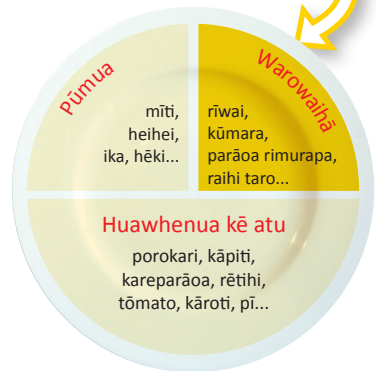 Pūmua
mīti,
heihei,
ika, hēki...
Warowaihā
rīwai,
kūmara,
parāoa rimurapa,
raihi taro...
Huawhenua kē atu
porokari, kāpiti,
kareparāoa, rētihi,
tōmato, kāroti, pī...